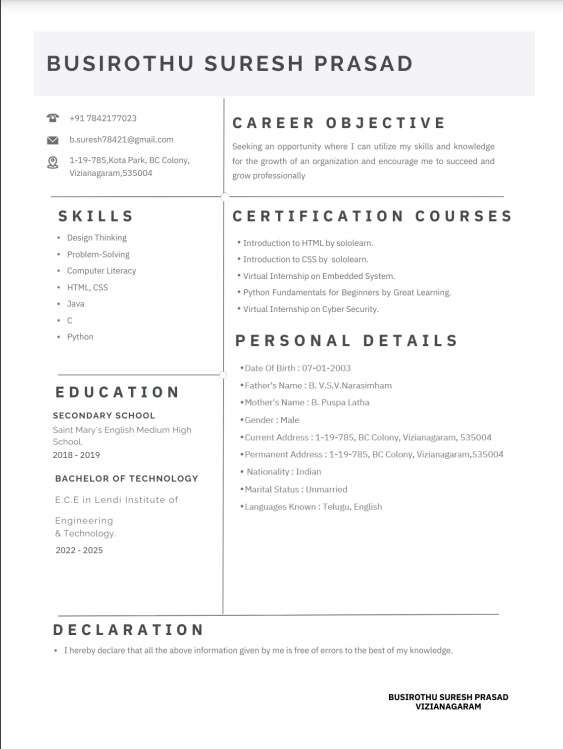 BUSIROTHU SURESH PRASAD
+91 7842177023
b.suresh78421@gmail.com
1-19-785,Kota Park, BC Colony,
Vizianagaram,535004
CAREER OBJECTIVE
Seeking an opportunity where I can utilize my skills and knowledge
for the growth of an organization and encourage me to succeed and
grow professionally
SKILLS
• Design Thinking
• Problem-Solving
• Computer Literacy
• HTML, CSS
• Java
• C
• Python
CERTIFICATION COURSES
• Introduction to HTML by sololearn.
• Introduction to CSS by sololearn.
• Virtual Internship on Embedded System.
• Python Fundamentals for Beginners by Great Learning.
• Virtual Internship on Cyber Security.
PERSONAL DETAILS
•Date Of Birth : 07-01-2003
•Father's Name : B. V.S.V.Narasimham
•Mother's Name : B. Puspa Latha
•Gender : Male
•Current Address : 1-19-785, BC Colony, Vizianagaram, 535004
•Permanent Address : 1-19-785, BC Colony, Vizianagaram,535004
• Nationality : Indian
•Marital Status : Unmarried
•Languages Known : Telugu, English
EDUCATION
SECONDARY SCHOOL
Saint Mary's English Medium High
School.
2018 - 2019
BACHELOR OF TECHNOLOGY
E.C.E in Lendi Institute of
Engineering
& Technology.
2022 - 2025
DECLARATION
• I hereby declare that all the above information given by me is free of errors to the best of my knowledge.
BUSIROTHU SURESH PRASAD
VIZIANAGARAM